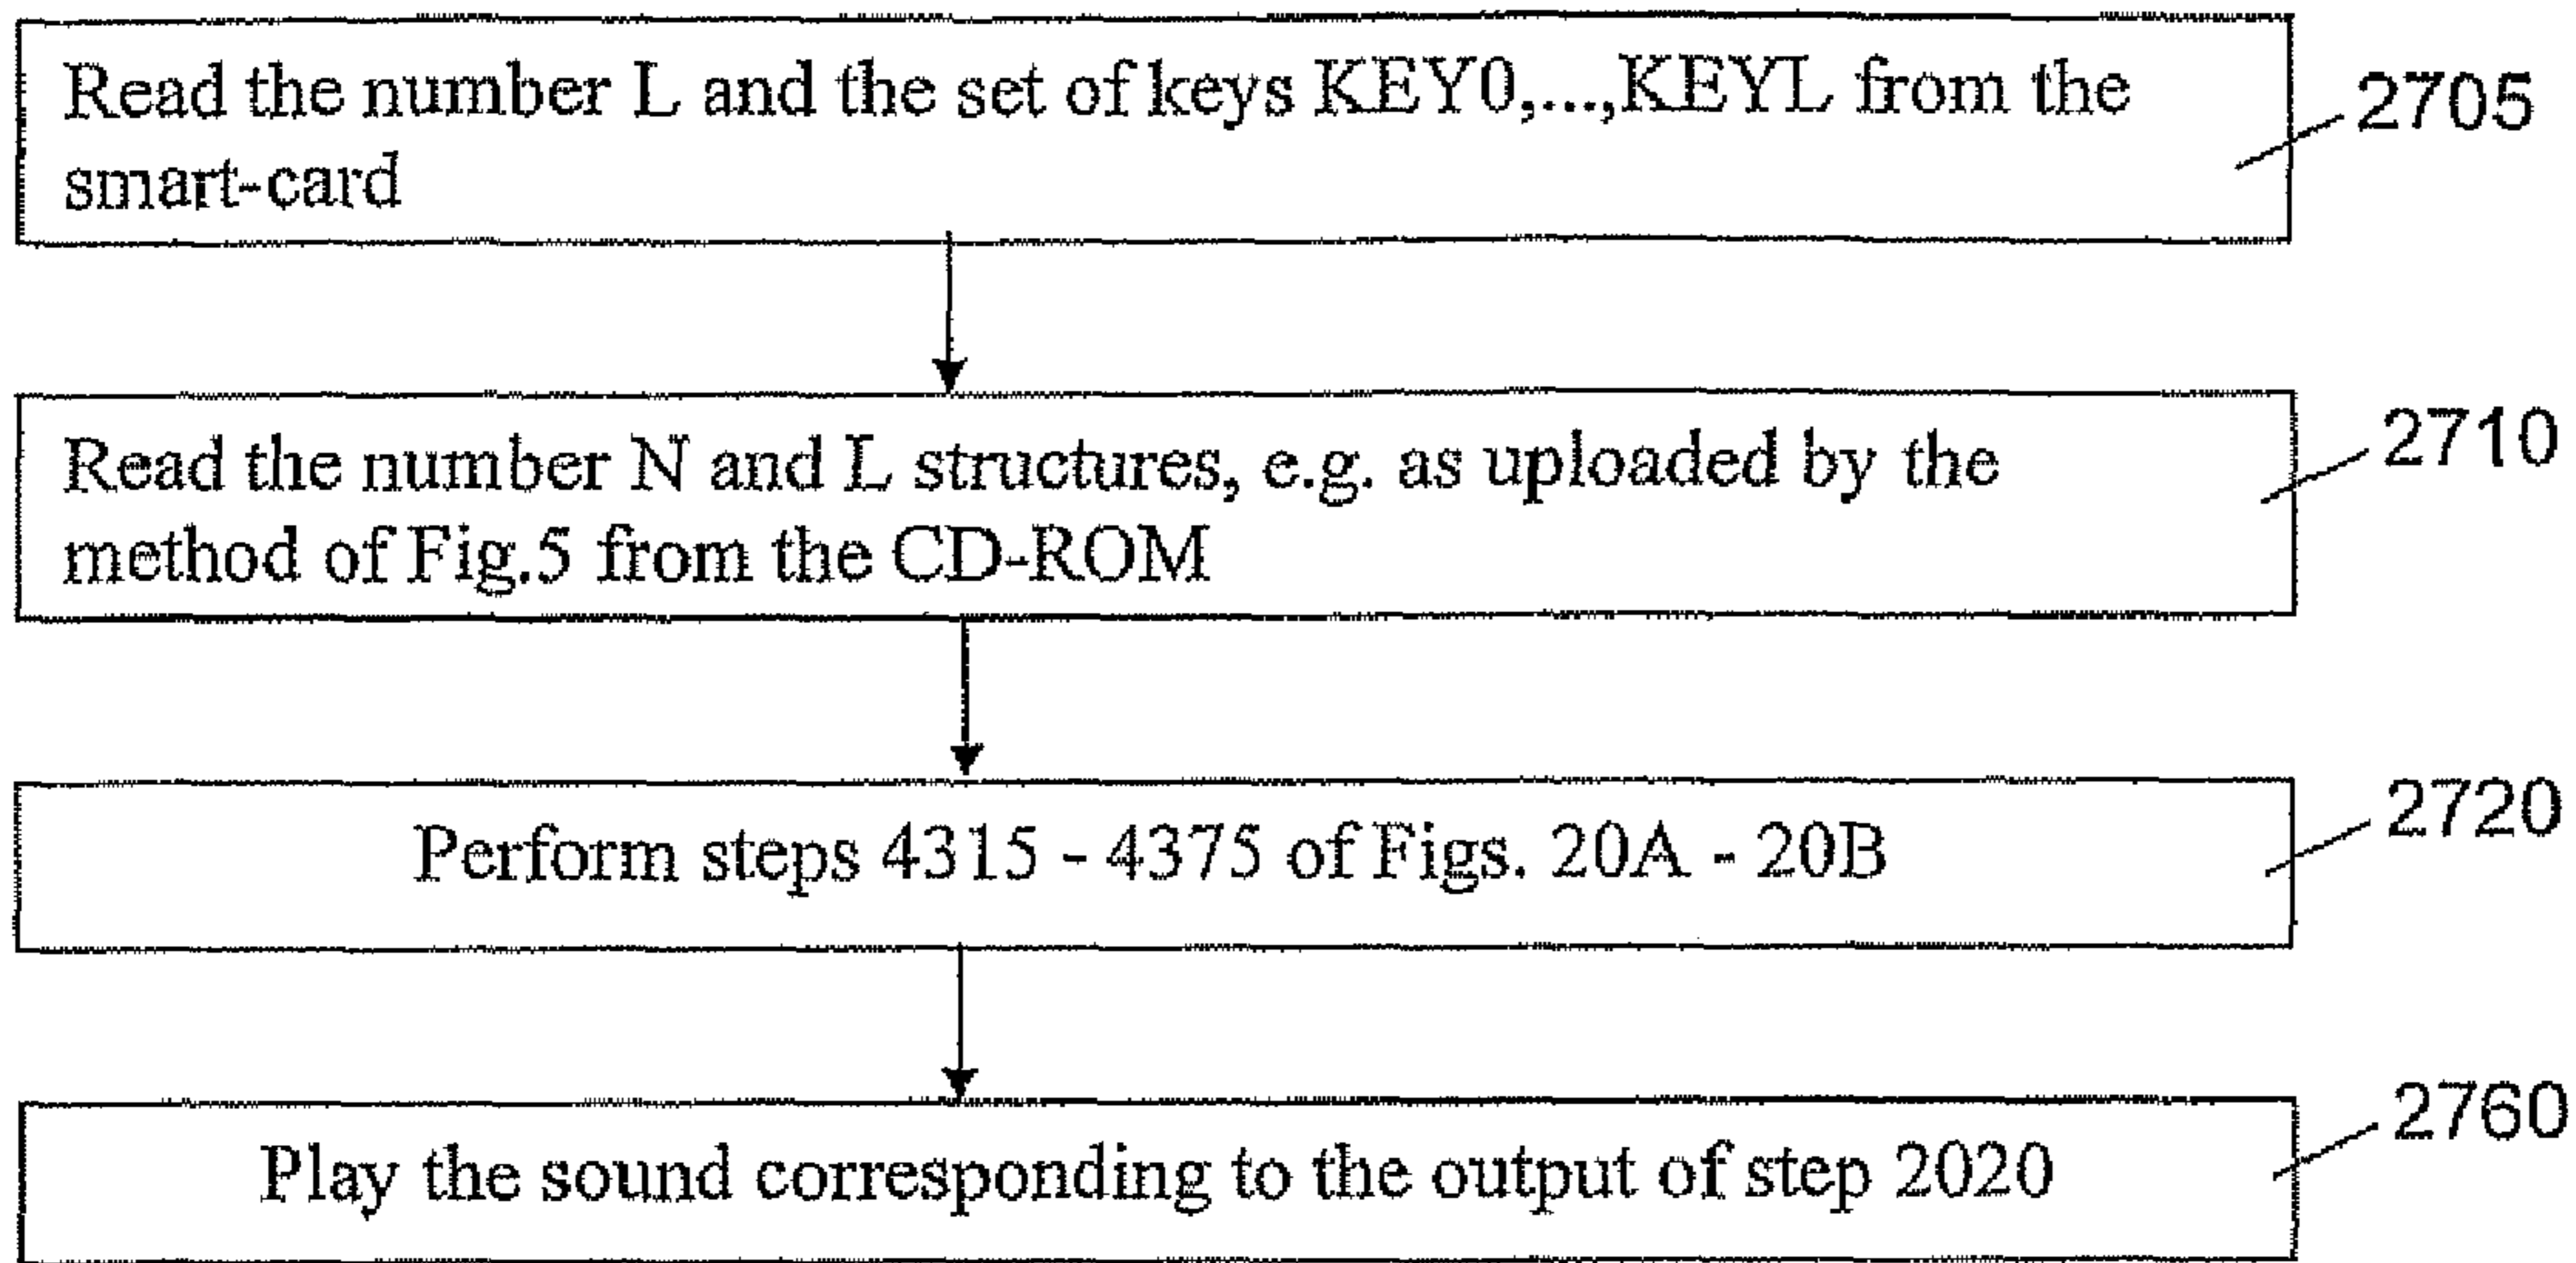 Read the number L and the set of keys KEY0,...,KEYL from the
smart-card
2705
Read the number N and L structures, e.g. as uploaded by the
method of Fig.5 from the CD-ROM
2710
Perform steps 4315 - 4375 of Figs. 20A - 20B
2720
Play the sound corresponding to the output of step 2020
2760